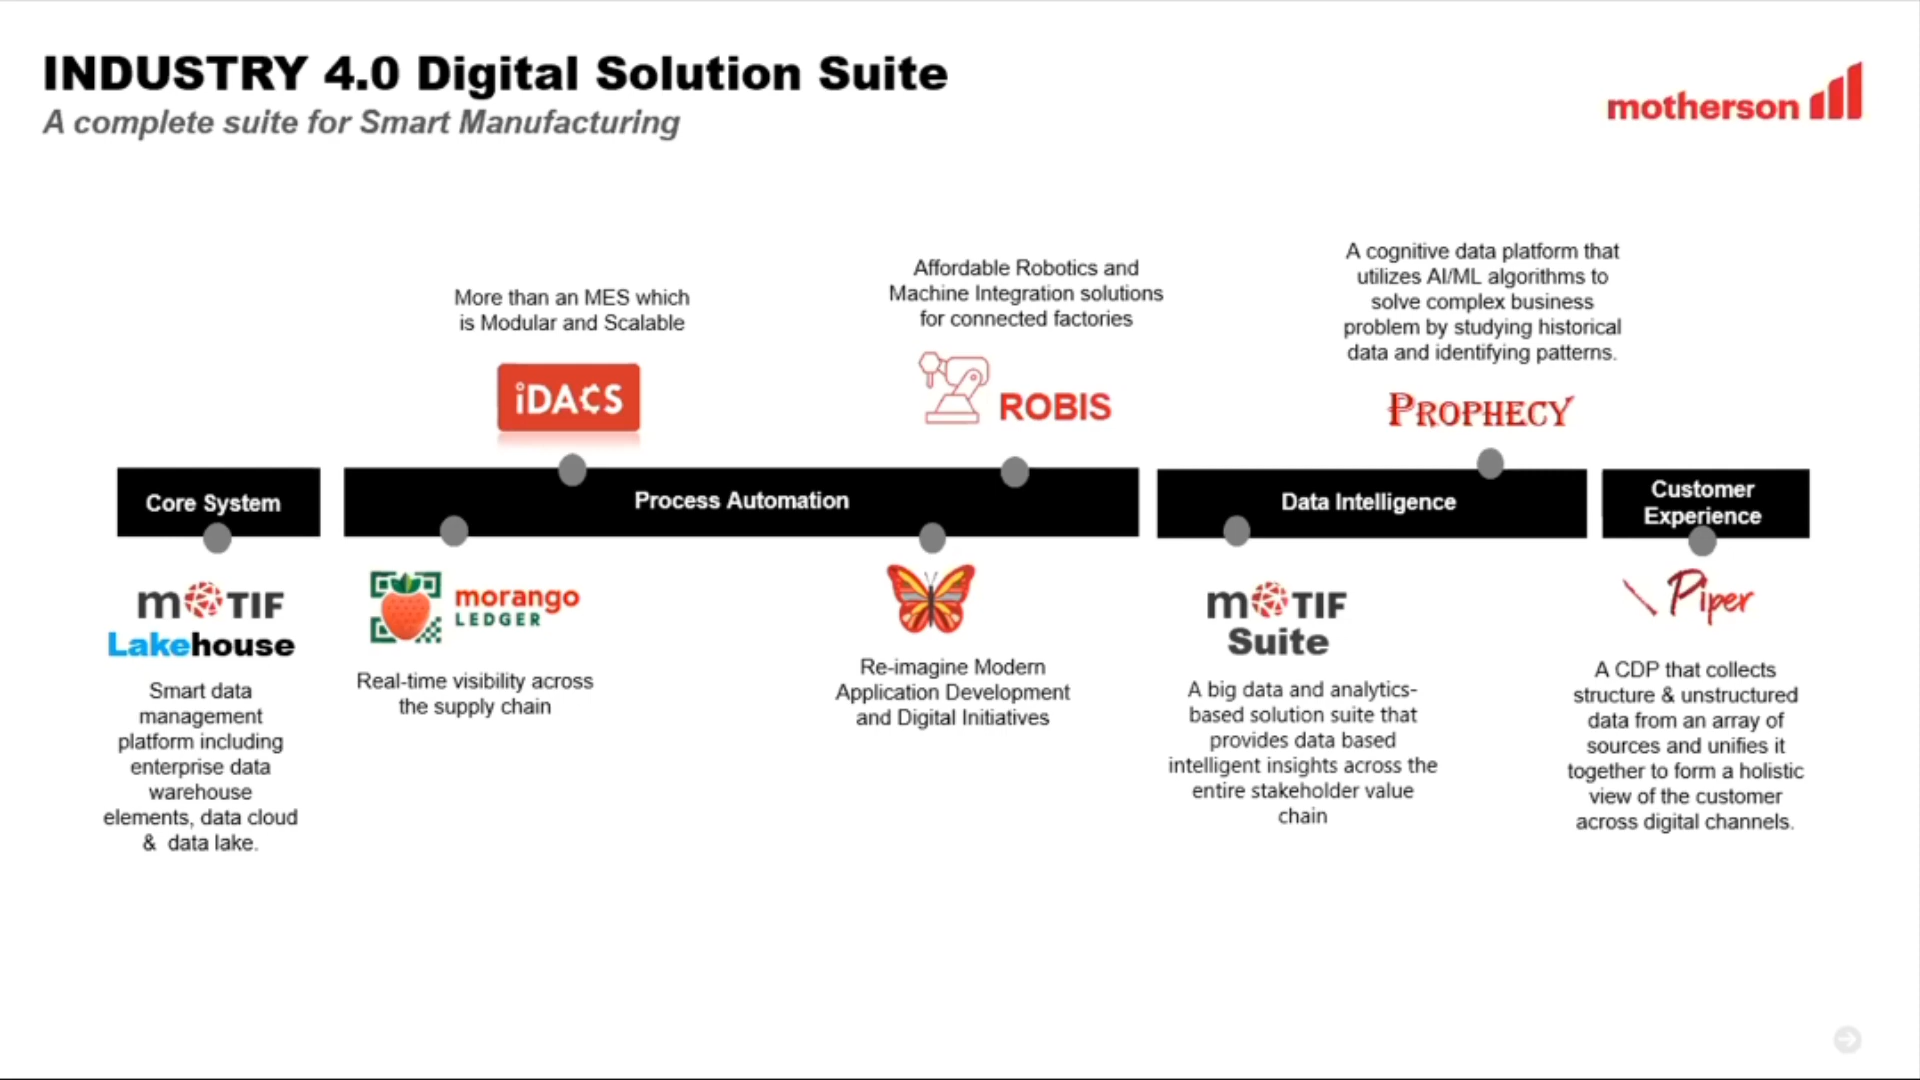 INDUSTRY 4.0 Digital Solution Suite
A complete suite for Smart Manufacturing
motherson
More than an MES which
is Modular and Scalable
iDACS
Affordable Robotics and
Machine Integration solutions
for connected factories
ROBIS
A cognitive data platform that
utilizes AI/ML algorithms to
solve complex business
problem by studying historical
data and identifying patterns.
PROPHECY
Core System
Process Automation
Data Intelligence
Customer
Experience
mOTIF
Lakehouse
Smart data
management
platform including
enterprise data
warehouse
elements, data cloud
& data lake.
morango
LEDGER
Real-time visibility across
the supply chain
Re-imagine Modern
Application Development
and Digital Initiatives
mOTIF
Suite
A big data and analytics-
based solution suite that
provides data based
intelligent insights across the
entire stakeholder value
chain
Piper
A CDP that collects
structure & unstructured
data from an array of
sources and unifies it
together to form a holistic
view of the customer
across digital channels.